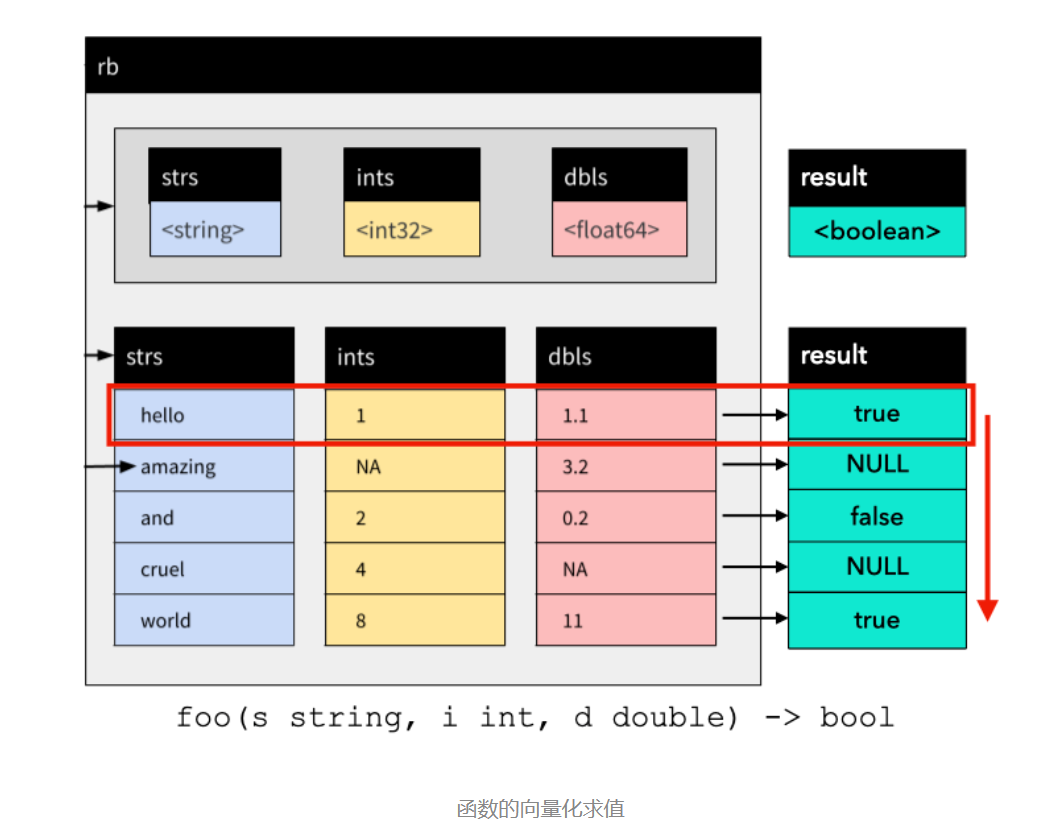 rb
strs ints dbls result
<string> <int32> <float64> <boolean>
strs ints dbls result
hello 1 1.1 true
amazing NA 3.2 NULL
and 2 0.2 false
cruel 4 NA NULL
world 8 11 true
foo(s string, i int, d double) -> bool
函数的向量化求值